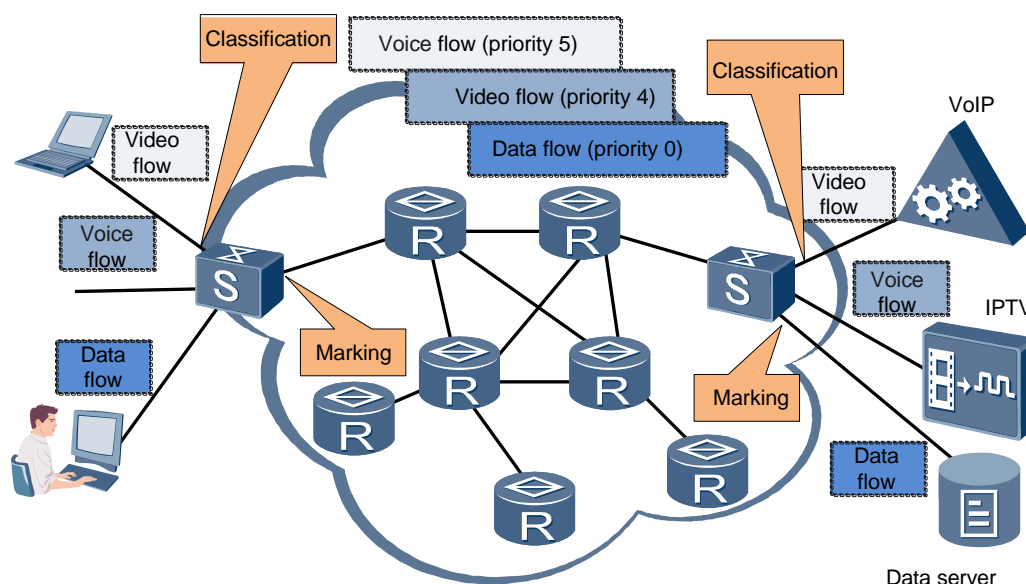 Classification
Voice flow (priority 5)
Classification
Video flow (priority 4)
VoIP
Data flow (priority 0)
Video
flow
Video
flow
R
R
Voice
flow
S
S
Voice
flow
IPTV
Marking
Data
flow
R
R
Marking
R
R
Data
flow
R
Data server